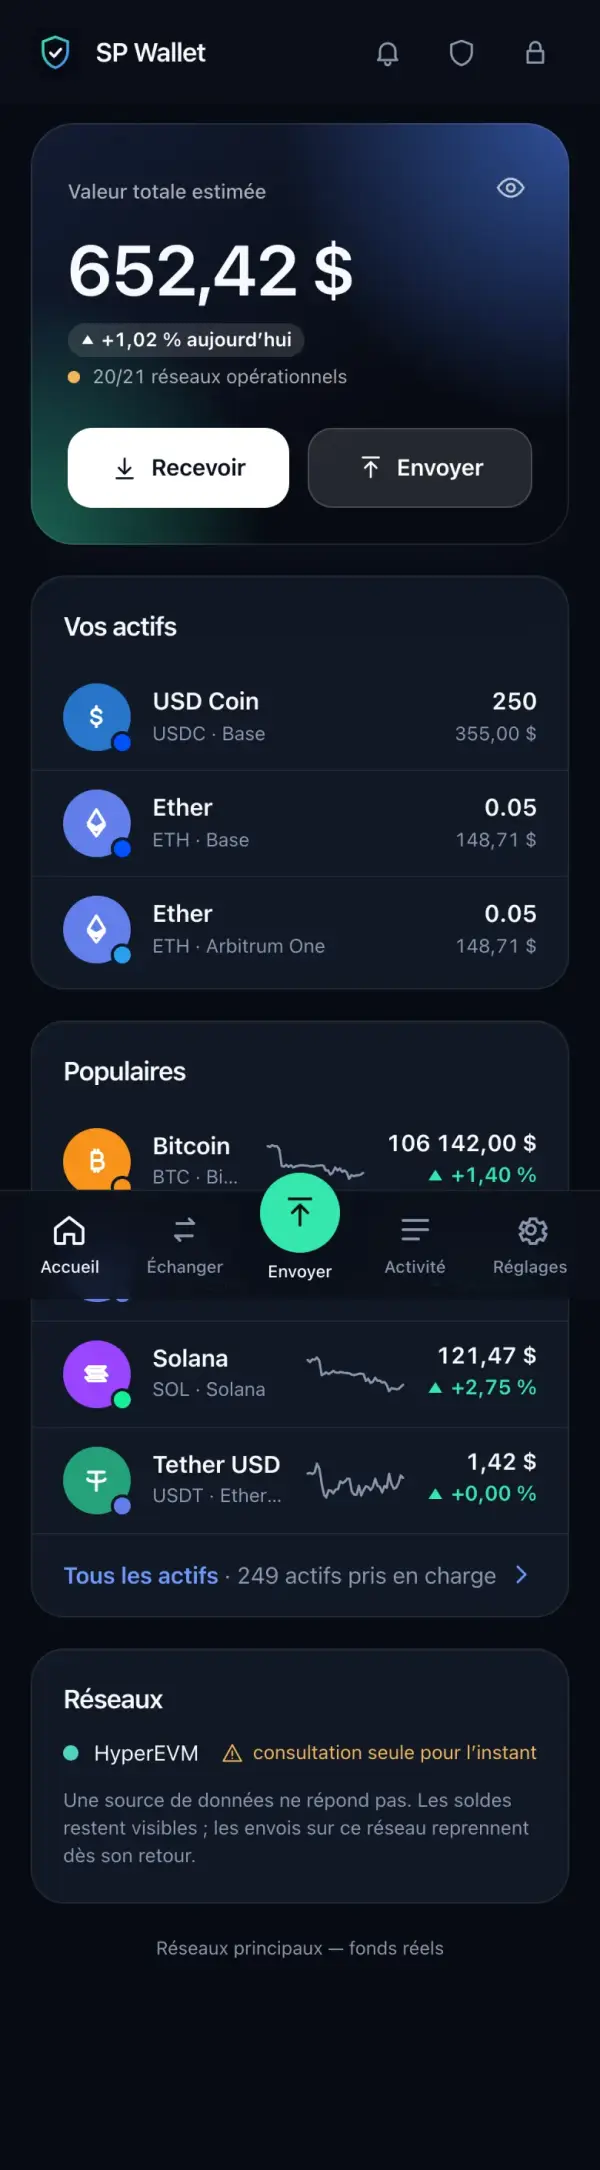 SP Wallet
Valeur totale estimée
652,42 $
▲ +1,02 % aujourd’hui
20/21 réseaux opérationnels
Recevoir
Envoyer
Vos actifs
USD Coin
250
USDC · Base
355,00 $
Ether
0.05
ETH · Base
148,71 $
Ether
0.05
ETH · Arbitrum One
148,71 $
Populaires
Bitcoin
106 142,00 $
BTC · Bi...
▲ +1,40 %
Accueil
Échanger
Envoyer
Activité
Réglages
Solana
121,47 $
SOL · Solana
▲ +2,75 %
Tether USD
1,42 $
USDT · Ether...
▲ +0,00 %
Tous les actifs · 249 actifs pris en charge
Réseaux
HyperEVM
consultation seule pour l’instant
Une source de données ne répond pas. Les soldes
restent visibles ; les envois sur ce réseau reprennent
dès son retour.
Réseaux principaux — fonds réels